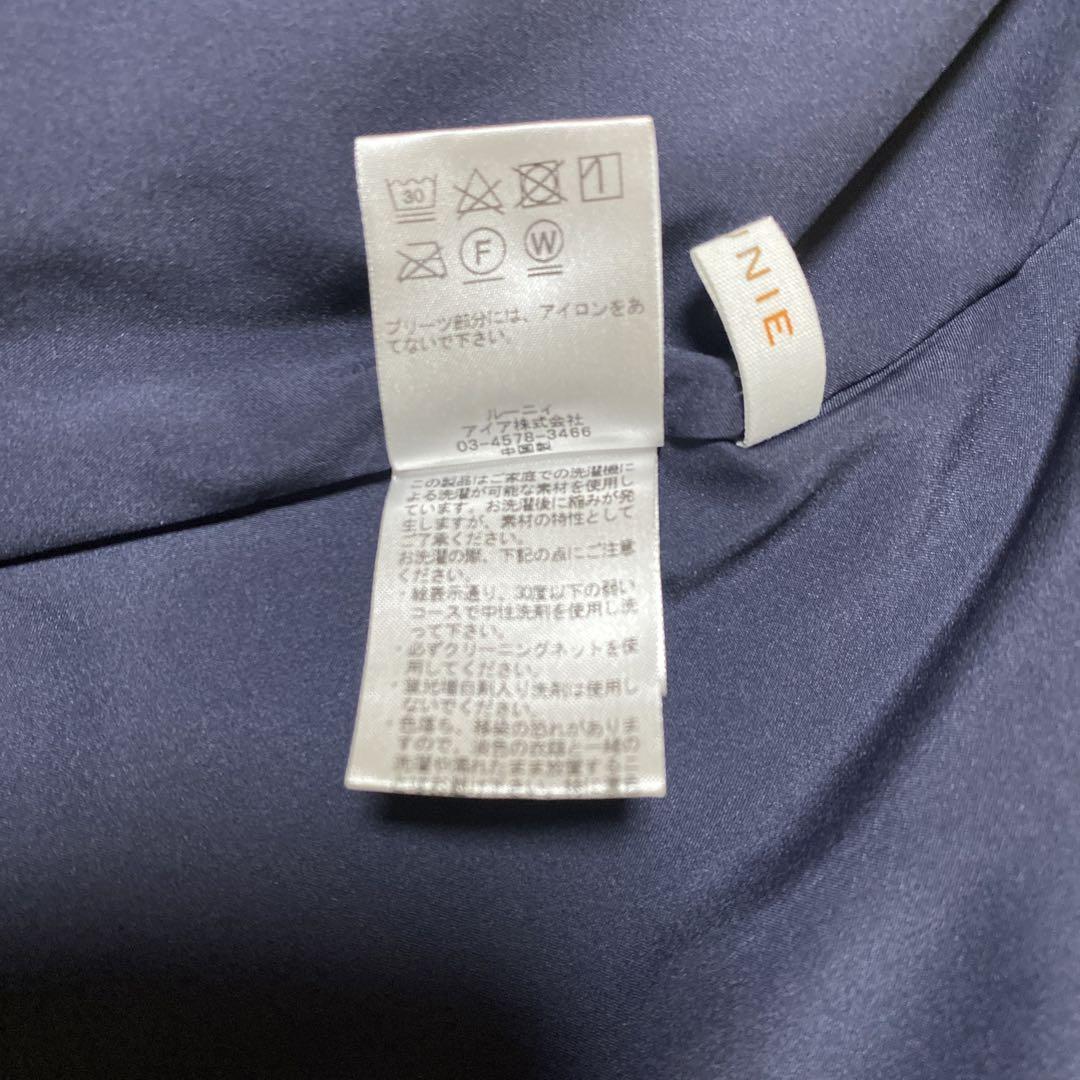 30
F W
プリーツ部分には、アイロンをあ
てないで下さい。
ルーニィ
アイア株式会社
03-4578-3466
中国製
この製品はご家庭での洗濯機に
よる洗濯が可能な素材を使用し
ています。お洗濯後に縮みが発
生しますが、素材の特性として
ご了承ください。
お洗濯の際、下記の点にご注意
ください。
・絵表示通り、30度以下の弱い
コースで中性洗剤を使用し洗
って下さい。
・必ずクリーニングネットを使
用してください。
・蛍光増白剤入り洗剤は使用し
ないでください。
・色落ち、移染の恐れがありま
すので、淡色の衣類と一緒の
洗濯や濡れたまま放置するこ
NIE